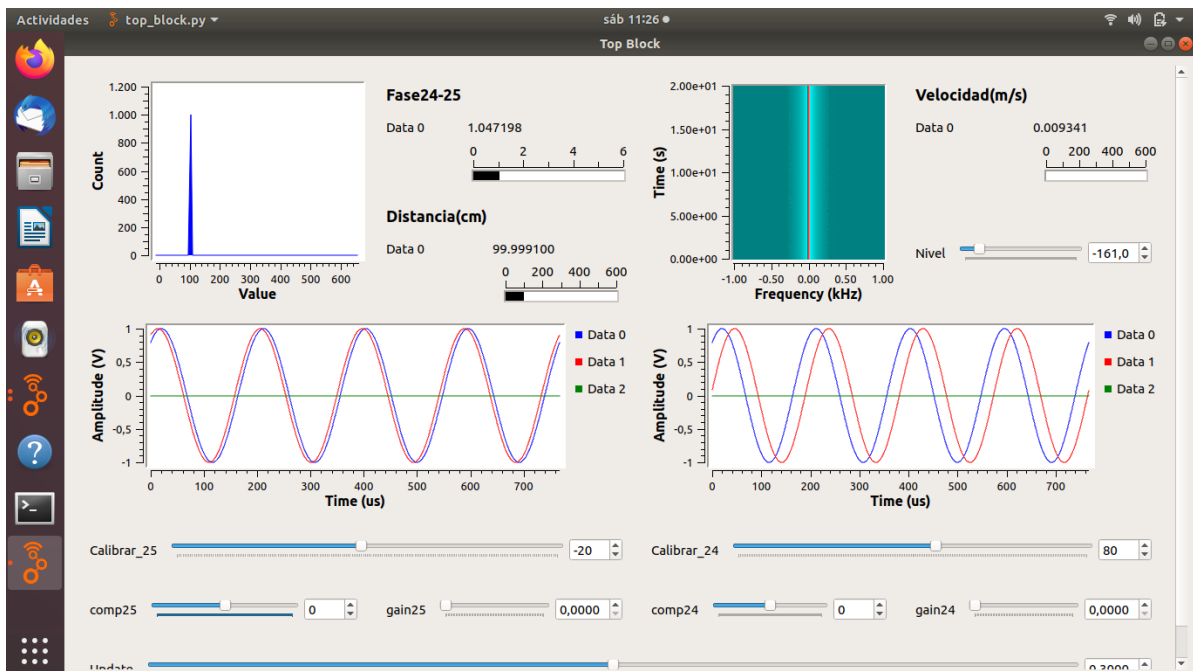 Actividades top_block.py sáb 11:26
Top Block
1.200
1.000
800
600
400
200
0
Count
0 100 200 300 400 500 600
Value
Fase24-25
Data 0 1.047198
0 2 4 6
Distancia(cm)
Data 0 99.999100
0 200 400 600
2.00e+01
1.50e+01
1.00e+01
5.00e+00
0.00e+00
Time (s)
-1.00 -0.50 0.00 0.50 1.00
Frequency (kHz)
Velocidad(m/s)
Data 0 0.009341
0 200 400 600
Nivel -161,0
1
0,5
0
-0,5
-1
Amplitude (V)
0 100 200 300 400 500 600 700
Time (us)
Data 0
Data 1
Data 2
1
0,5
0
-0,5
-1
Amplitude (V)
0 100 200 300 400 500 600 700
Time (us)
Data 0
Data 1
Data 2
Calibrar_25 -20 Calibrar_24 80
comp25 0 gain25 0,0000 comp24 0 gain24 0,0000
Update 0,3000